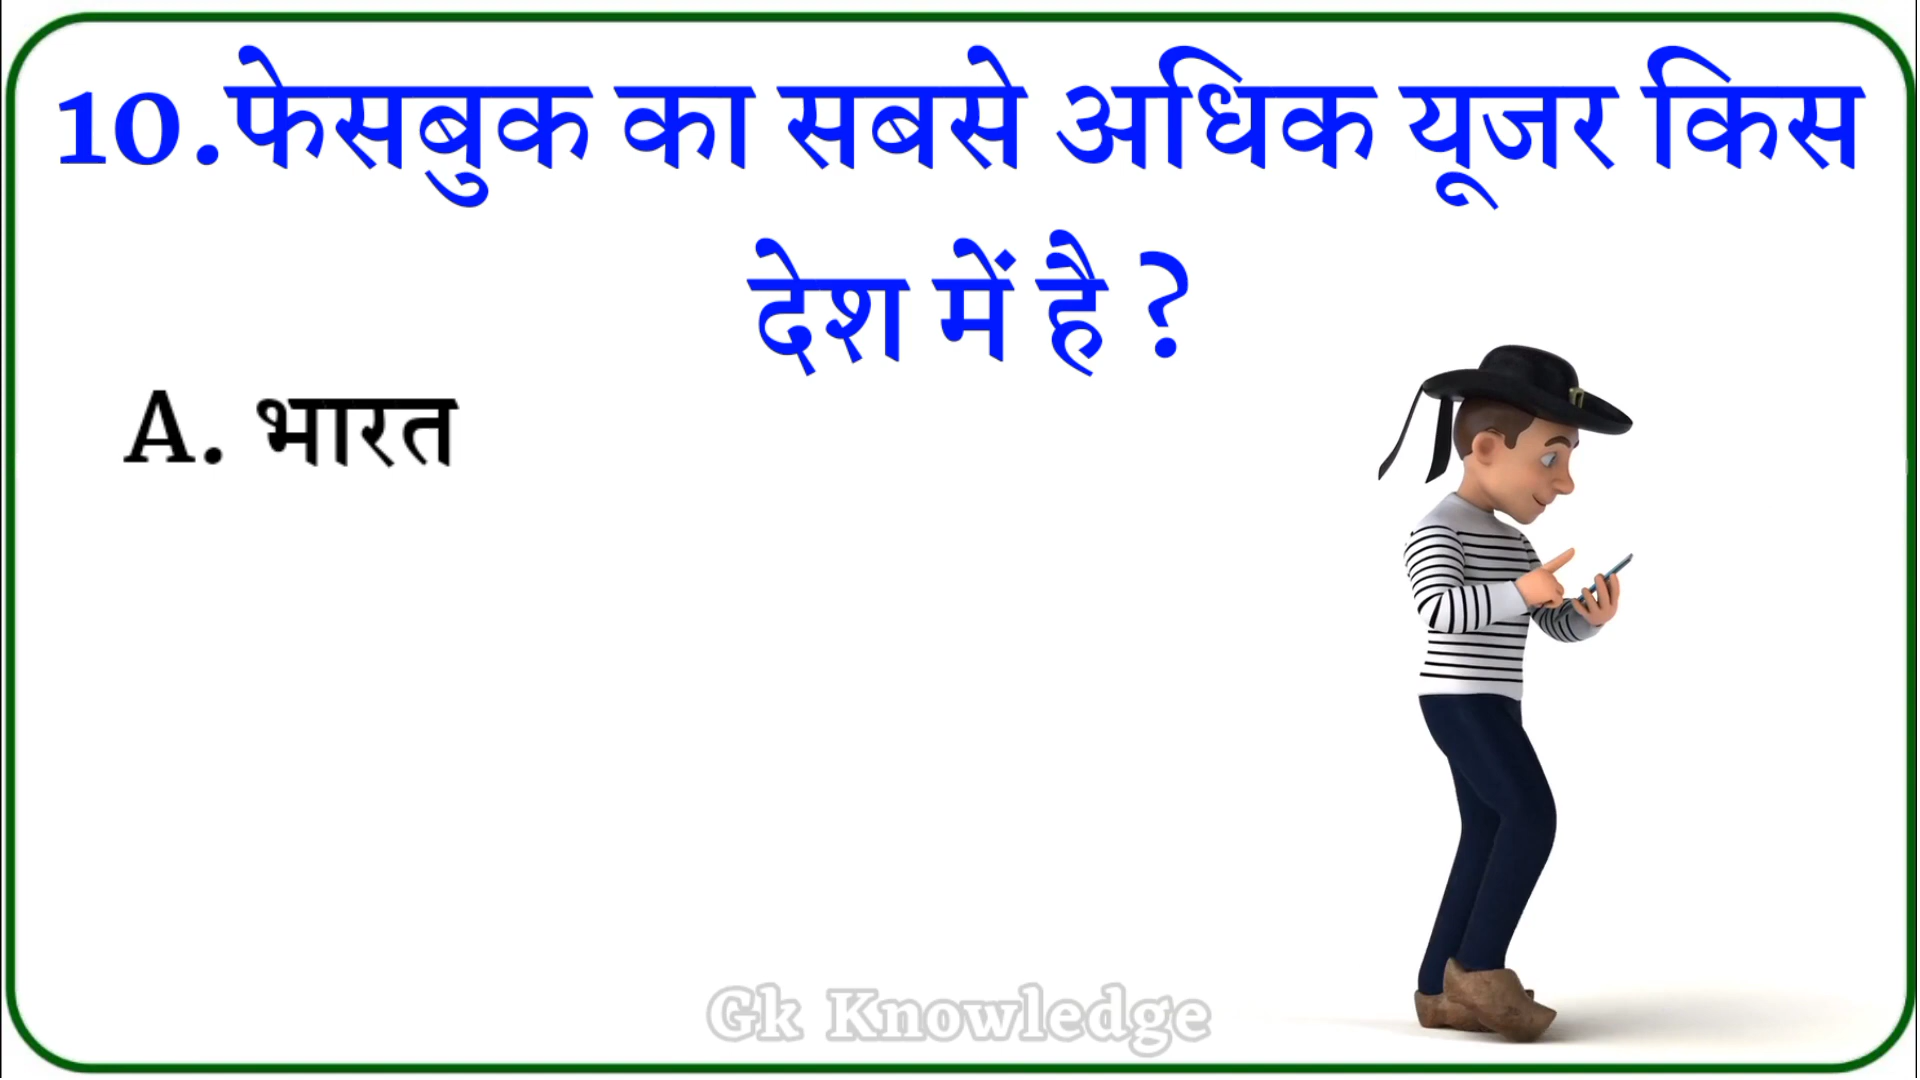 10.फेसबुक का सबसे अधिक यूजर किस
देश में है ?
A. भारत
Gk Knowledge